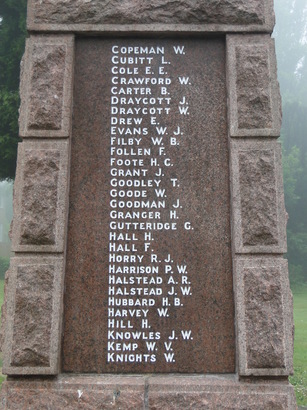 COPEMAN W.
CUBITT L.
COLE E. E.
CRAWFORD W.
CARTER B.
DRAYCOTT J.
DRAYCOTT W.
DREW E.
EVANS W. J.
FILBY W. B.
FOLLEN F.
FOOTE H. C.
GRANT J.
GOODLEY T.
GOODE W.
GOODMAN J.
GRANGER H.
GUTTERIDGE G.
HALL H.
HALL F.
HORRY R. J.
HARRISON P. W.
HALSTEAD A. R.
HALSTEAD J. W.
HUBBARD H. B.
HARVEY W.
HILL H.
KNOWLES J. W.
KEMP W. V.
KNIGHTS W.